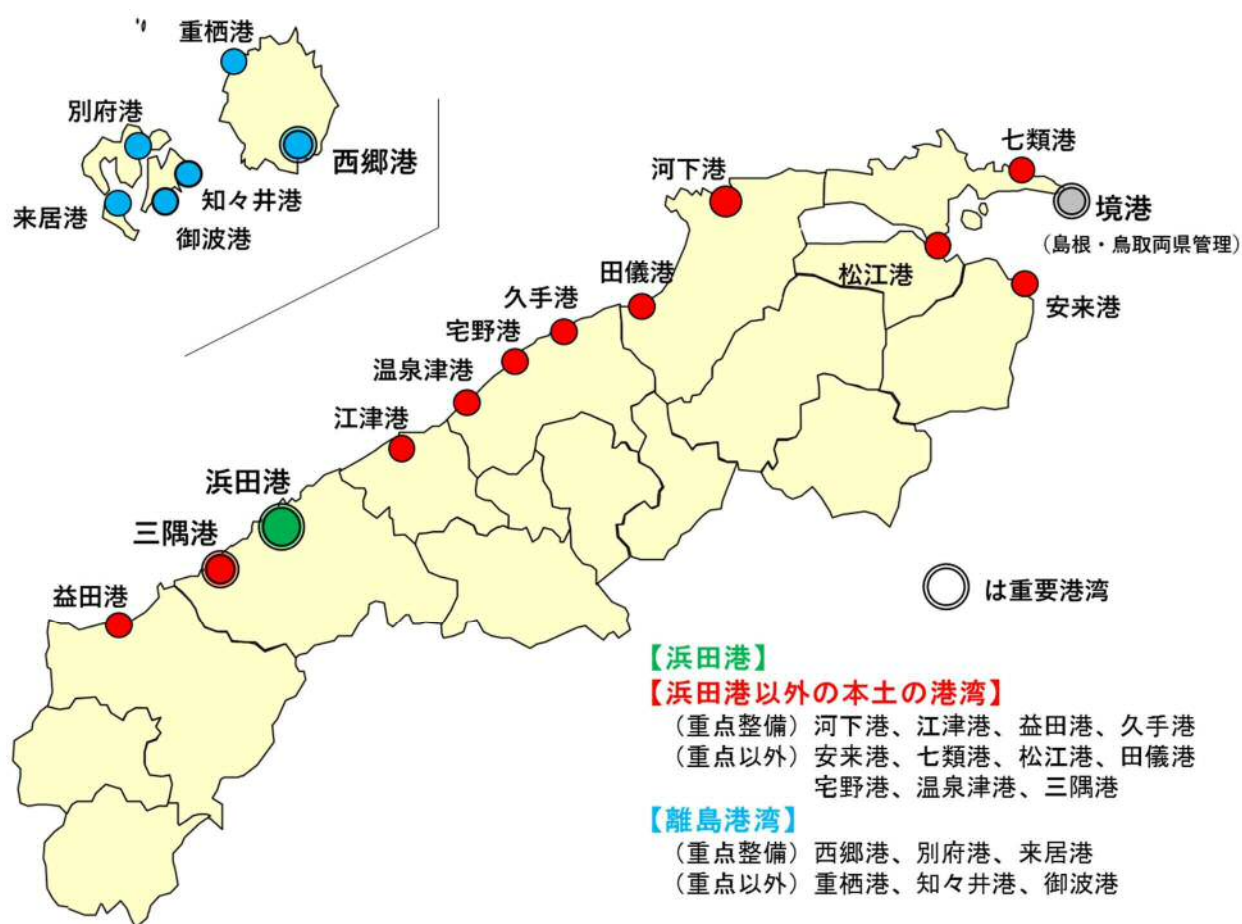 重栖港
別府港
西郷港
知々井港
来居港
御波港
七類港
河下港
境港
（島根・鳥取両県管理）
田儀港
松江港
安来港
久手港
宅野港
温泉津港
江津港
浜田港
三隅港
益田港
は重要港湾
【浜田港】
【浜田港以外の本土の港湾】
（重点整備）河下港、江津港、益田港、久手港
（重点以外）安来港、七類港、松江港、田儀港
宅野港、温泉津港、三隅港
【離島港湾】
（重点整備）西郷港、別府港、来居港
（重点以外）重栖港、知々井港、御波港